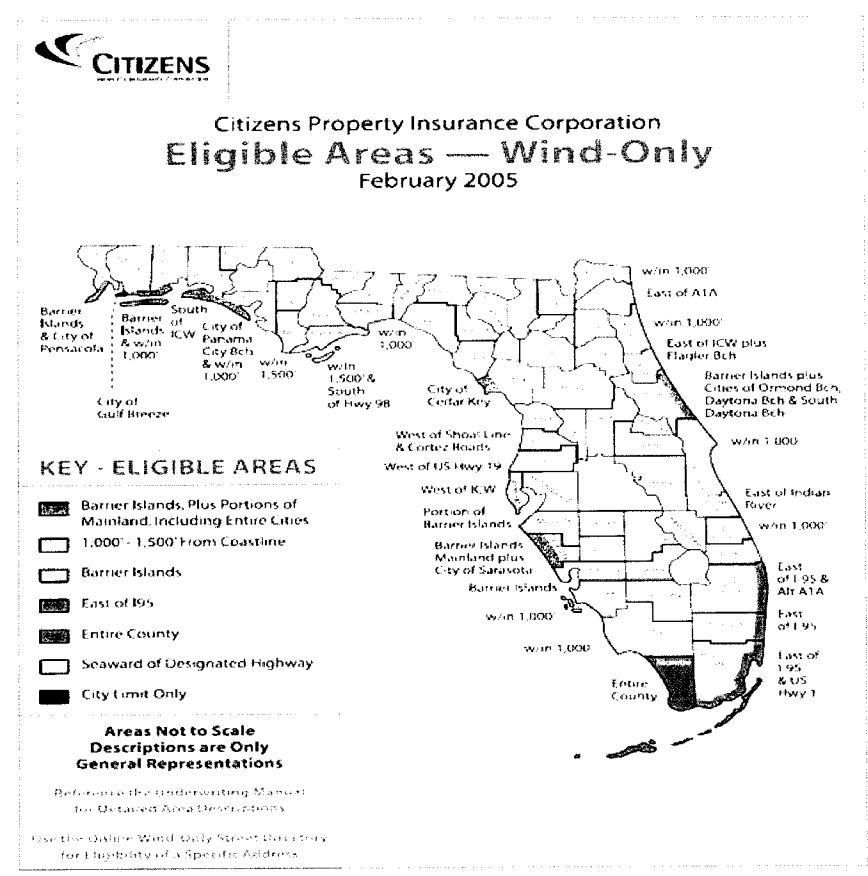 CITIZENS
Citizens Property Insurance Corporation
Eligible Areas — Wind-Only
February 2005
Barrier
Islands
& City of
Pensacola
City of
Gulf Breeze
Barrier
Islands
& w/in
1,000'
South
of
ICW
City of
Panama
City Bch
& w/in
1,000'
w/in
1,500'
w/in
1,500' &
South
of Hwy 98
w/in
1,000'
City of
Cedar Key
West of Shoal Line
& Cortez Roads
West of US Hwy 19
West of ICW
Portion of
Barrier Islands
Barrier Islands
Mainland plus
City of Sarasota
Barrier Islands
w/in 1,000'
w/in 1,000'
Entire
County
w/in 1,000'
East of A1A
w/in 1,000'
East of ICW plus
Flagler Bch
Barrier Islands plus
Cities of Ormond Bch,
Daytona Bch & South
Daytona Bch
w/in 1,000'
East of Indian
River
w/in 1,000'
East
of I-95 &
Alt A1A
East
of I-95
East of
I-95
& US
Hwy 1
KEY - ELIGIBLE AREAS
Barrier Islands, Plus Portions of
Mainland, Including Entire Cities
1,000' - 1,500' From Coastline
Barrier Islands
East of I95
Entire County
Seaward of Designated Highway
City Limit Only
Areas Not to Scale
Descriptions are Only
General Representations
Reference the Underwriting Manual
for Detailed Area Descriptions
Use the Online Wind-Only Street Directory
for Eligibility of a Specific Address